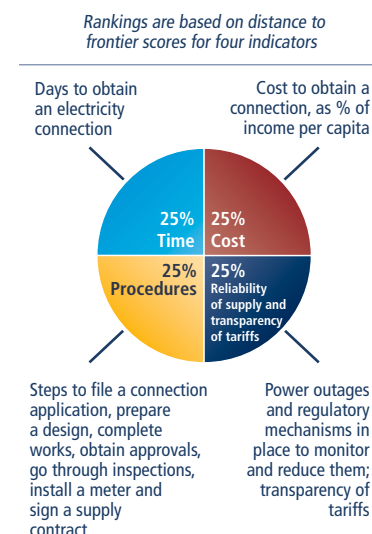 Rankings are based on distance to
frontier scores for four indicators
Days to obtain
an electricity
connection
Cost to obtain a
connection, as % of
income per capita
25%
Time
25%
Cost
25%
Procedures
25%
Reliability
of supply and
transparency
of tariffs
Steps to file a connection
application, prepare
a design, complete
works, obtain approvals,
go through inspections,
install a meter and
sign a supply
contract
Power outages
and regulatory
mechanisms in
place to monitor
and reduce them;
transparency of
tariffs